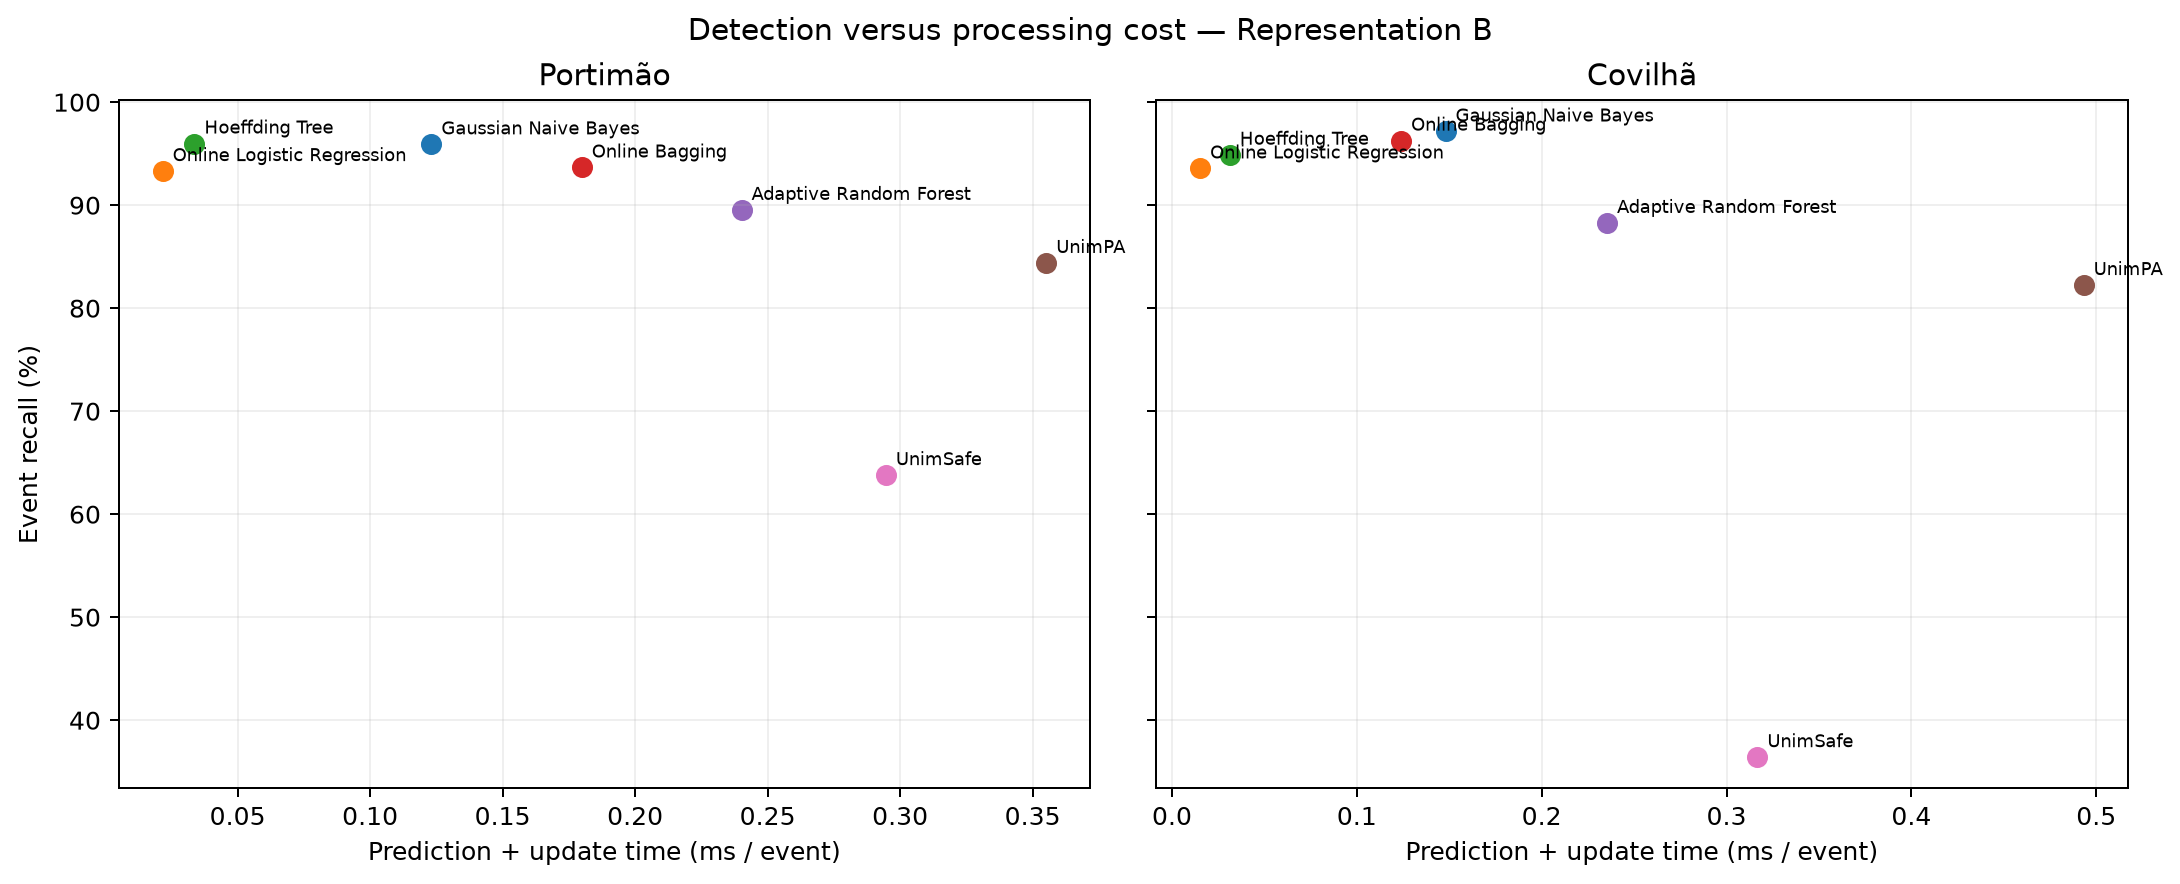 Detection versus processing cost — Representation B
Portimão
Event recall (%)
100
90
80
70
60
50
40
Hoeffding Tree
Gaussian Naive Bayes
Online Logistic Regression
Online Bagging
Adaptive Random Forest
UnimPA
UnimSafe
0.05
0.10
0.15
0.20
0.25
0.30
0.35
Prediction + update time (ms / event)
Covilhã
Gaussian Naive Bayes
Online Bagging
Hoeffding Tree
Online Logistic Regression
Adaptive Random Forest
UnimPA
UnimSafe
0.0
0.1
0.2
0.3
0.4
0.5
Prediction + update time (ms / event)